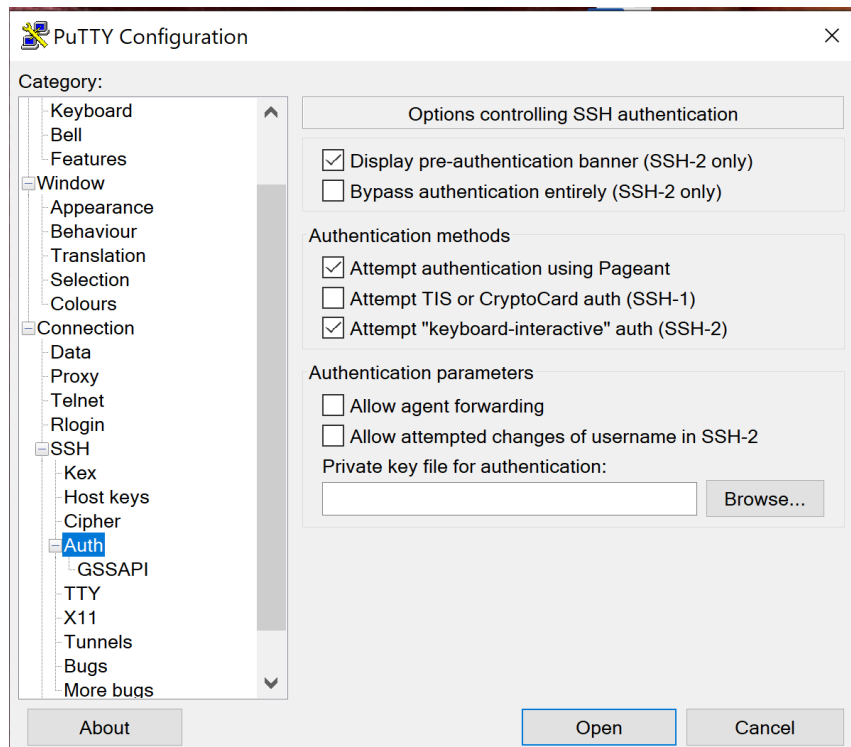 PuTTY Configuration
Category:
Keyboard
Bell
Features
Window
Appearance
Behaviour
Translation
Selection
Colours
Connection
Data
Proxy
Telnet
Rlogin
SSH
Kex
Host keys
Cipher
Auth
GSSAPI
TTY
X11
Tunnels
Bugs
More bugs
Options controlling SSH authentication
Display pre-authentication banner (SSH-2 only)
Bypass authentication entirely (SSH-2 only)
Authentication methods
Attempt authentication using Pageant
Attempt TIS or CryptoCard auth (SSH-1)
Attempt "keyboard-interactive" auth (SSH-2)
Authentication parameters
Allow agent forwarding
Allow attempted changes of username in SSH-2
Private key file for authentication:
Browse...
About
Open
Cancel